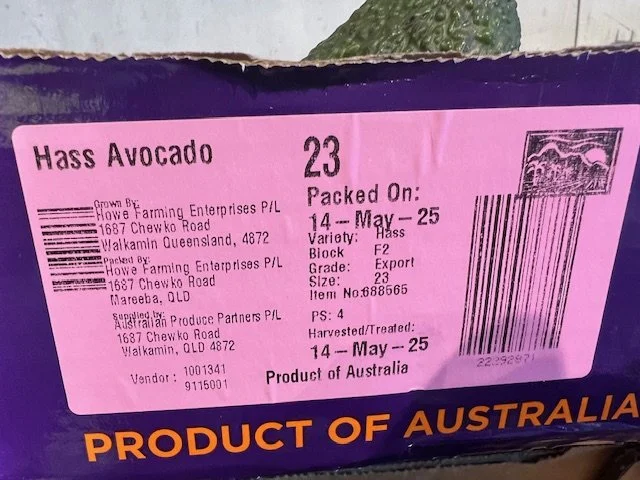 Hass Avocado
23
Grown By:
Howe Farming Enterprises P/L
1687 Chewko Road
Walkamin Queensland, 4872
Packed By:
Howe Farming Enterprises P/L
1687 Chewko Road
Mareeba, QLD
Supplied by:
Australian Produce Partners P/L
1687 Chewko Road
Walkamin, QLD 4872
Vendor : 1001341
9115001
Packed On:
14-May-25
Variety: Hass
Block F2
Grade: Export
Size: 23
Item No:688565
PS: 4
Harvested/Treated:
14-May-25
Product of Australia
22292871
PRODUCT OF AUSTRALIA